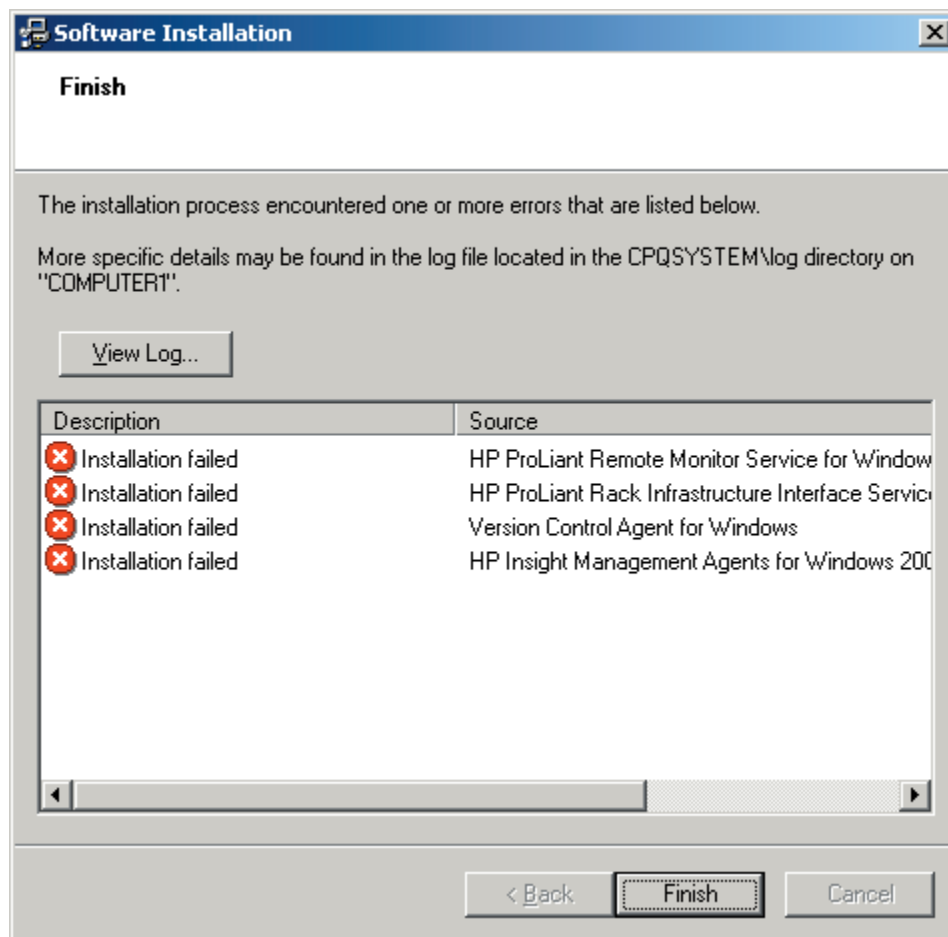 Software Installation
Finish
The installation process encountered one or more errors that are listed below.
More specific details may be found in the log file located in the CPQSYSTEM\log directory on
"COMPUTER1".
View Log...
Description Source
Installation failed HP ProLiant Remote Monitor Service for Window
Installation failed HP ProLiant Rack Infrastructure Interface Servic
Installation failed Version Control Agent for Windows
Installation failed HP Insight Management Agents for Windows 200
< Back Finish Cancel